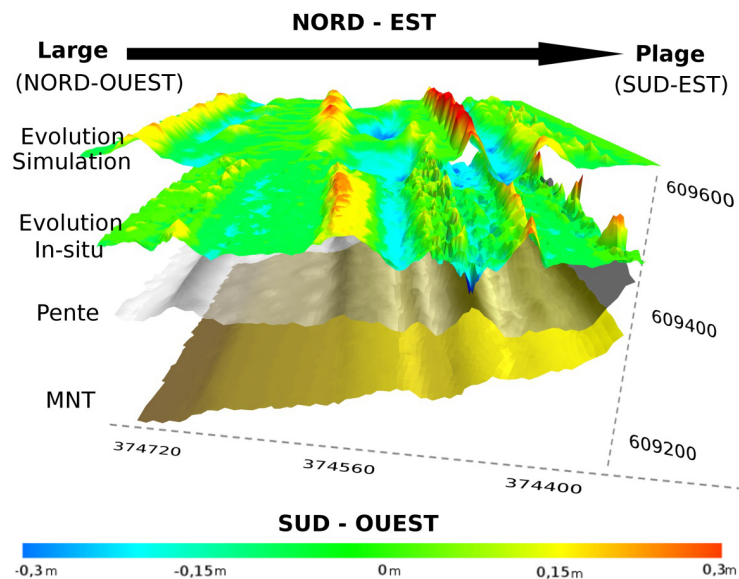 NORD - EST
Large
Plage
(NORD-OUEST)
(SUD-EST)
Evolution
Simulation
609600
Evolution
In-situ
Pente
609400
MNT
609200
374720
374560
374400
SUD - OUEST
-0,3m
-0,15m
0m
0,15m
0,3m